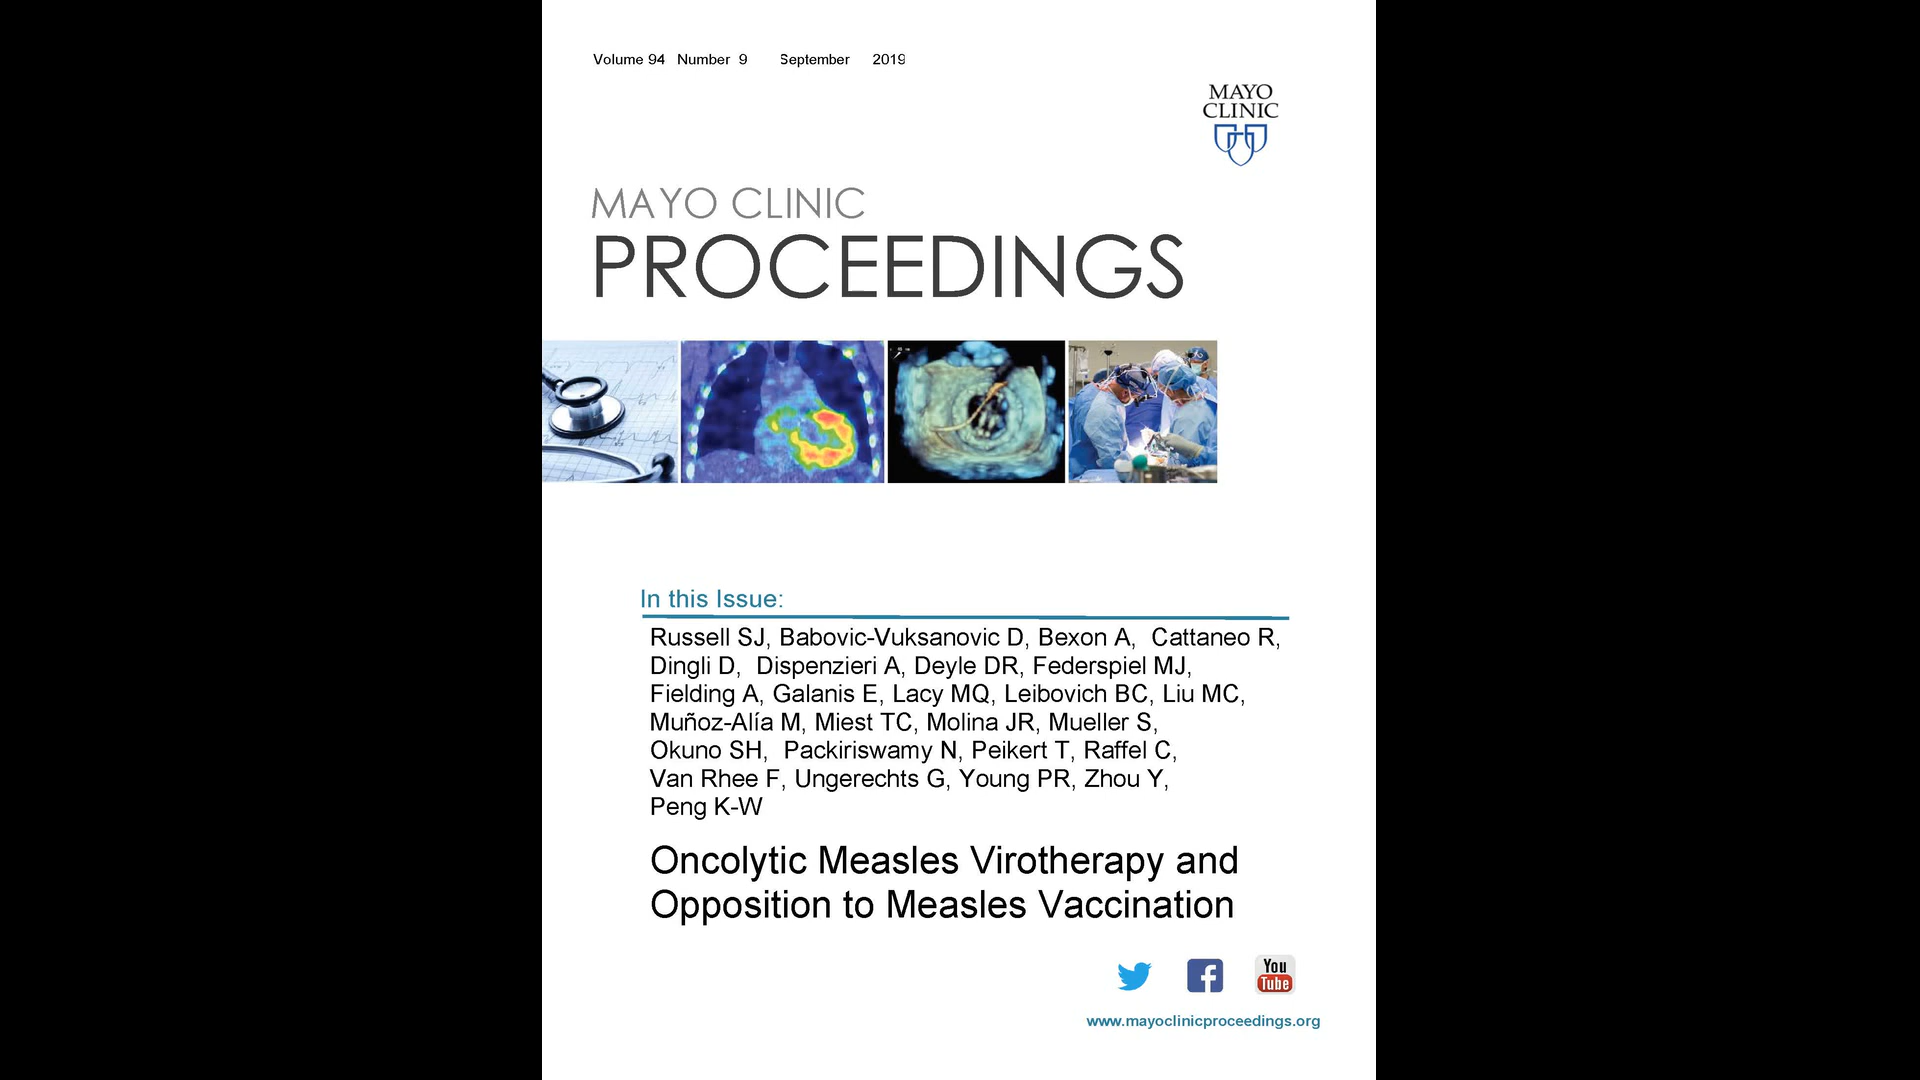 Volume 94 Number 9 September 2019
MAYO
CLINIC
MAYO CLINIC
PROCEEDINGS
In this Issue:
Russell SJ, Babovic-Vuksanovic D, Bexon A, Cattaneo R,
Dingli D, Dispenzieri A, Deyle DR, Federspiel MJ,
Fielding A, Galanis E, Lacy MQ, Leibovich BC, Liu MC,
Muñoz-Alía M, Miest TC, Molina JR, Mueller S,
Okuno SH, Packiriswamy N, Peikert T, Raffel C,
Van Rhee F, Ungerechts G, Young PR, Zhou Y,
Peng K-W
Oncolytic Measles Virotherapy and
Opposition to Measles Vaccination
You
Tube
www.mayoclinicproceedings.org